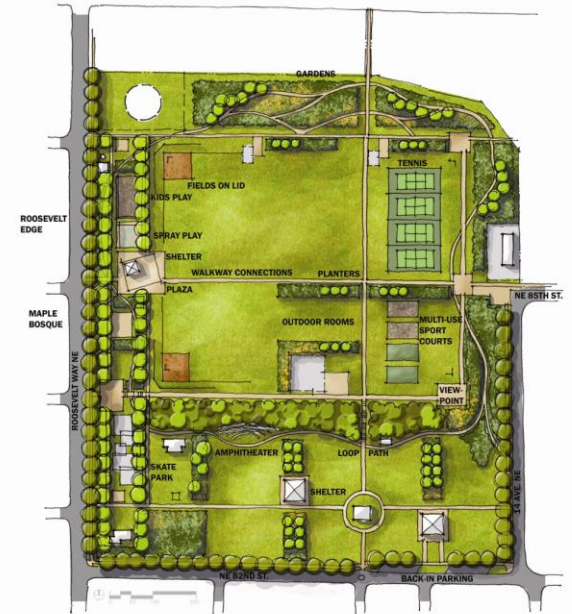 GARDENS
TENNIS
FIELDS ON LID
KIDS PLAY
ROOSEVELT
EDGE
SPRAY PLAY
SHELTER
WALKWAY CONNECTIONS
PLANTERS
PLAZA
NE 85TH ST.
MAPLE
BOSQUE
OUTDOOR ROOMS
MULTI-USE
SPORT
COURTS
ROOSEVELT WAY NE
VIEW-
POINT
AMPHITHEATER
LOOP PATH
SKATE
PARK
SHELTER
14 AVE. NE
NE 82ND ST.
BACK-IN PARKING